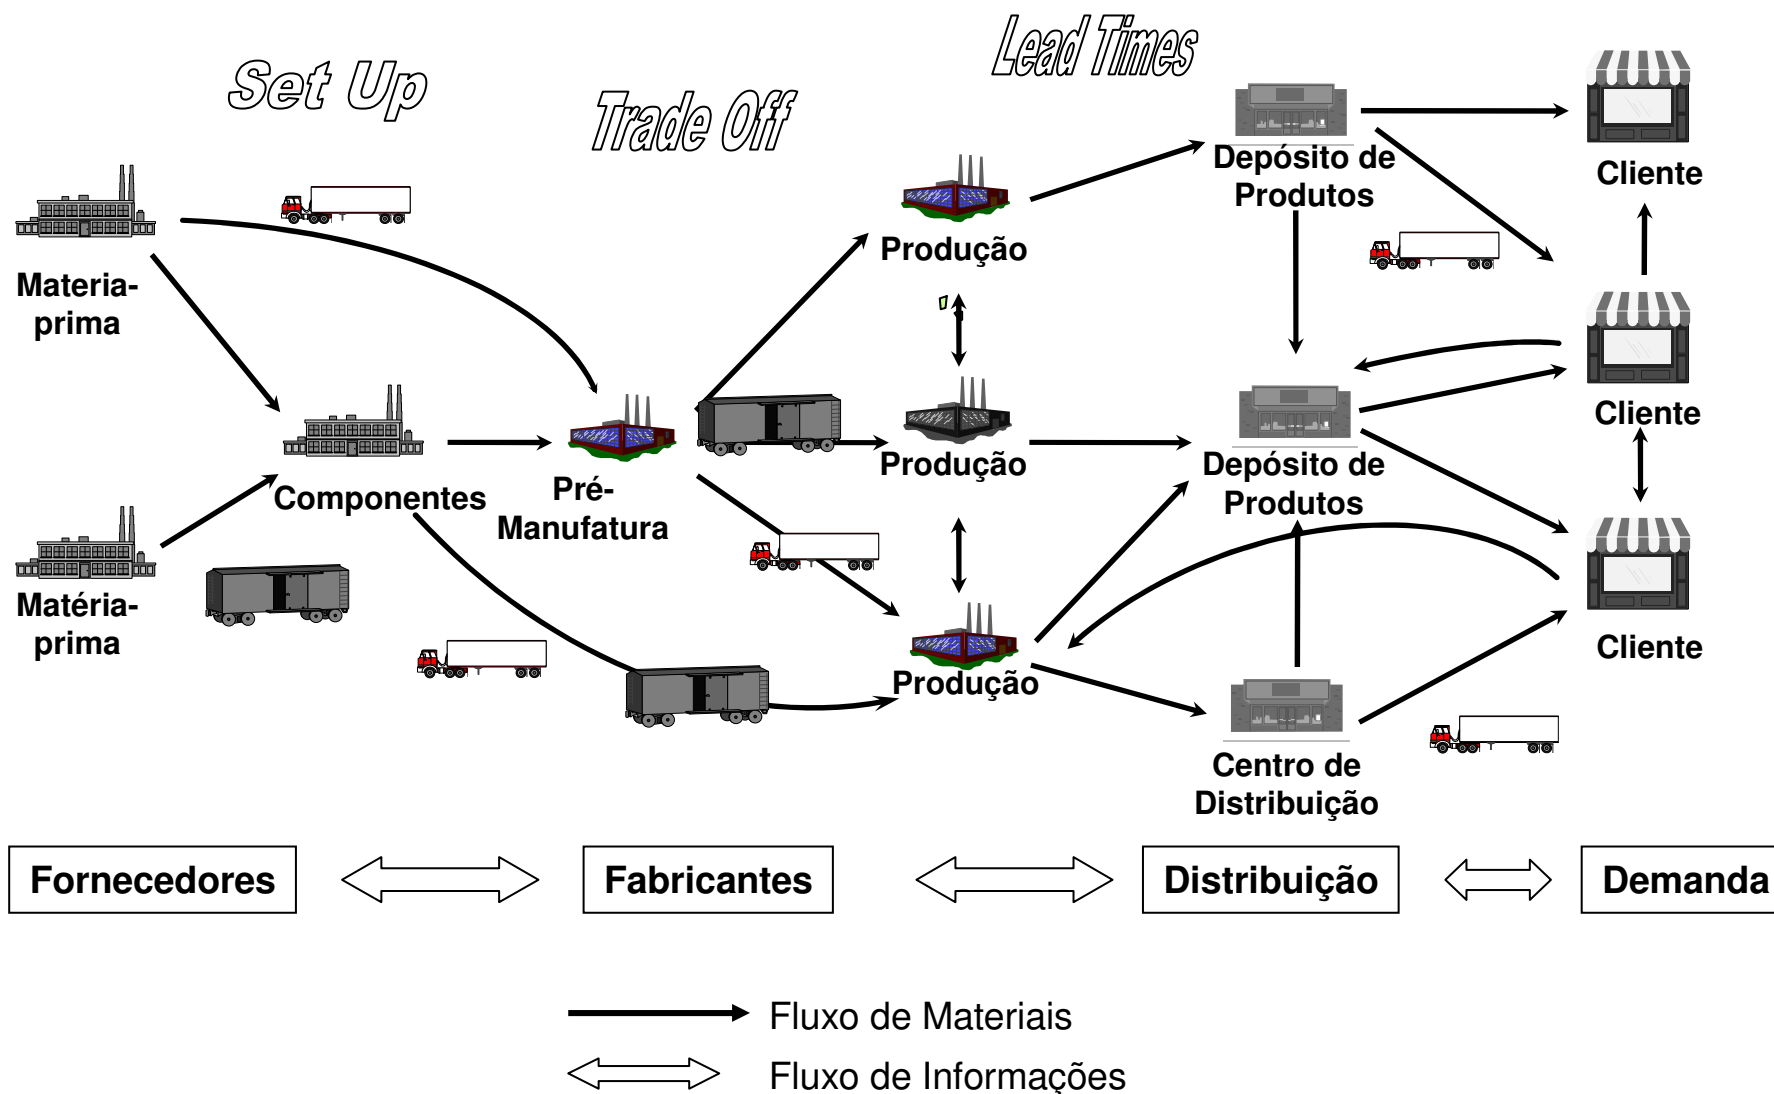 Lead Times
Set Up
Trade Off
Depósito de
Produtos
Cliente
Produção
Materia-
prima
Cliente
Produção
Depósito de
Produtos
Componentes
Pré-
Manufatura
Matéria-
prima
Cliente
Produção
Centro de
Distribuição
Fornecedores
Fabricantes
Distribuição
Demanda
Fluxo de Materiais
Fluxo de Informações